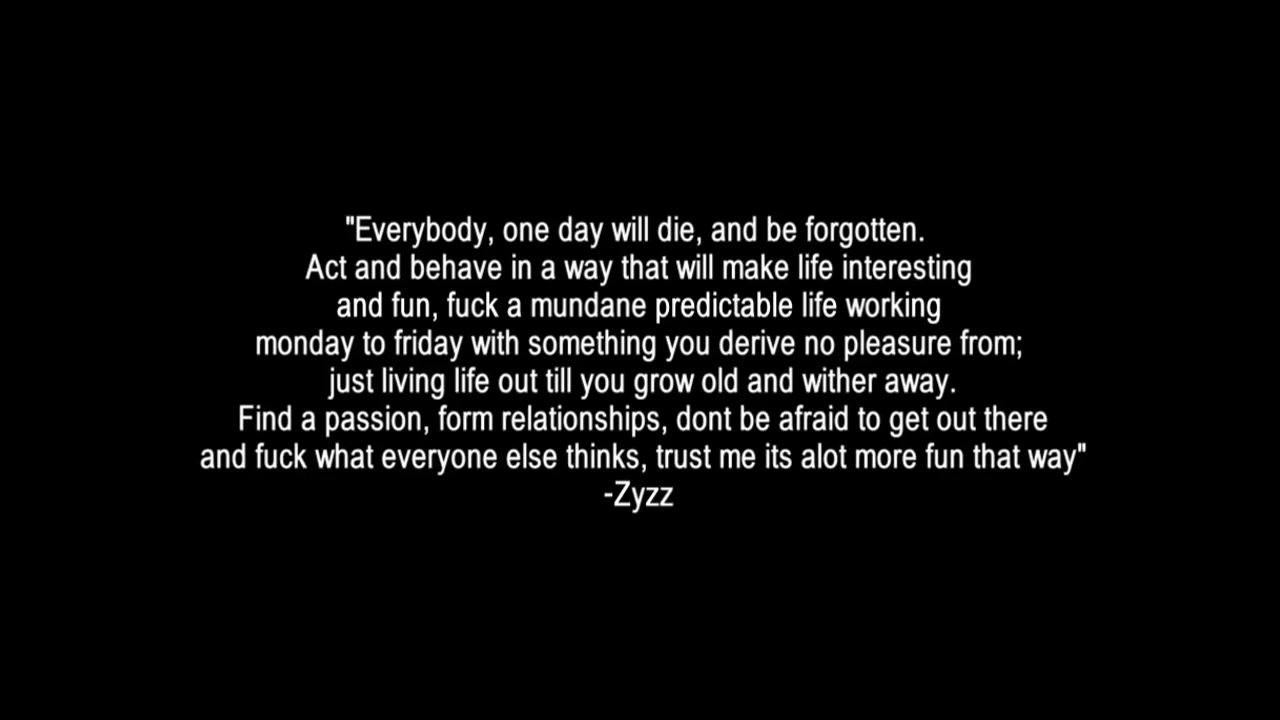 "Everybody, one day will die, and be forgotten.
Act and behave in a way that will make life interesting
and fun, fuck a mundane predictable life working
monday to friday with something you derive no pleasure from;
just living life out till you grow old and wither away.
Find a passion, form relationships, dont be afraid to get out there
and fuck what everyone else thinks, trust me its alot more fun that way"
-Zyzz